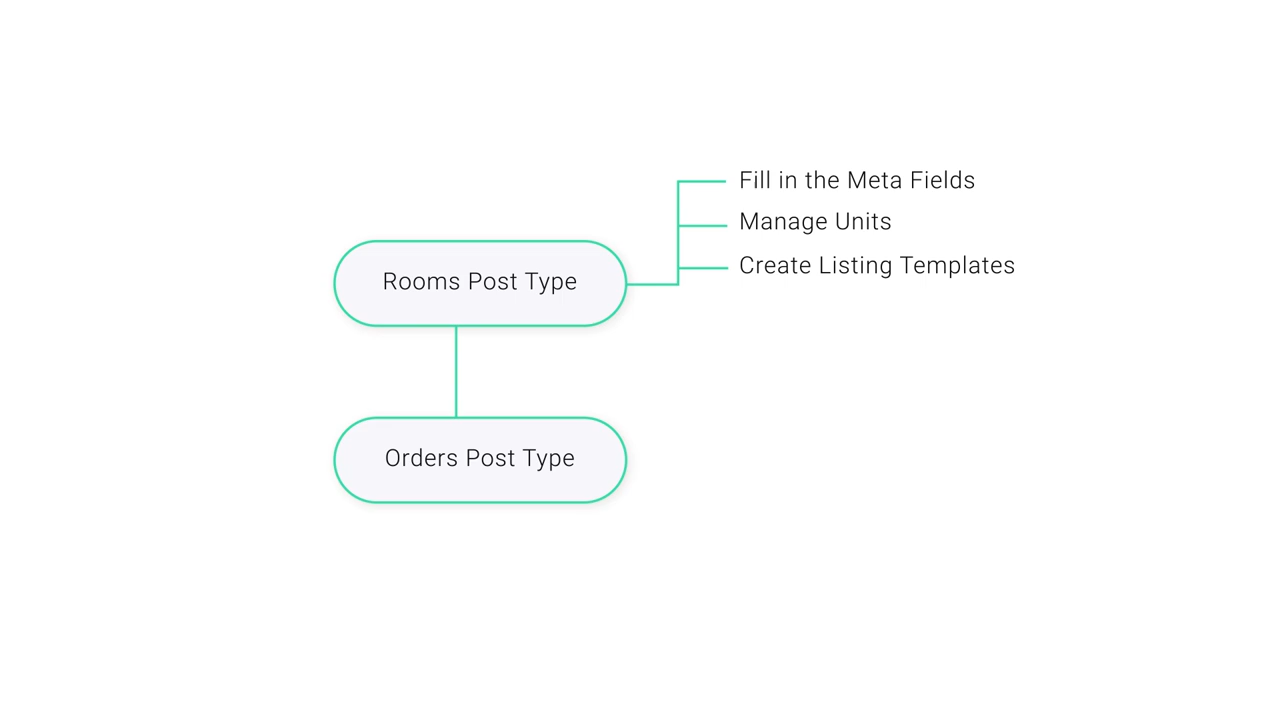 Fill in the Meta Fields
Manage Units
Create Listing Templates
Rooms Post Type
Orders Post Type